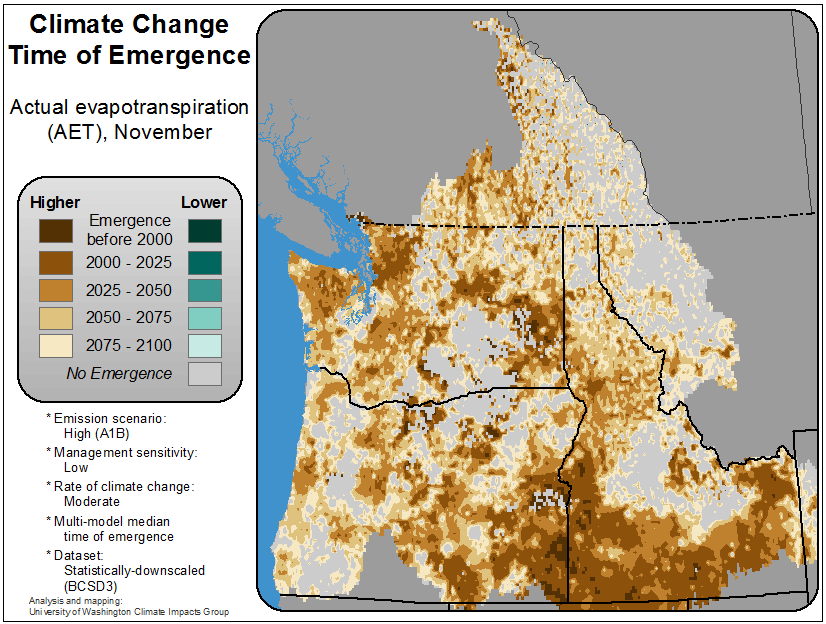 Climate Change
Time of Emergence
Actual evapotranspiration
(AET), November
Higher
Lower
Emergence
before 2000
2000 - 2025
2025 - 2050
2050 - 2075
2075 - 2100
No Emergence
* Emission scenario:
High (A1B)
* Management sensitivity:
Low
* Rate of climate change:
Moderate
* Multi-model median
time of emergence
* Dataset:
Statistically-downscaled
(BCSD3)
Analysis and mapping:
University of Washington Climate Impacts Group